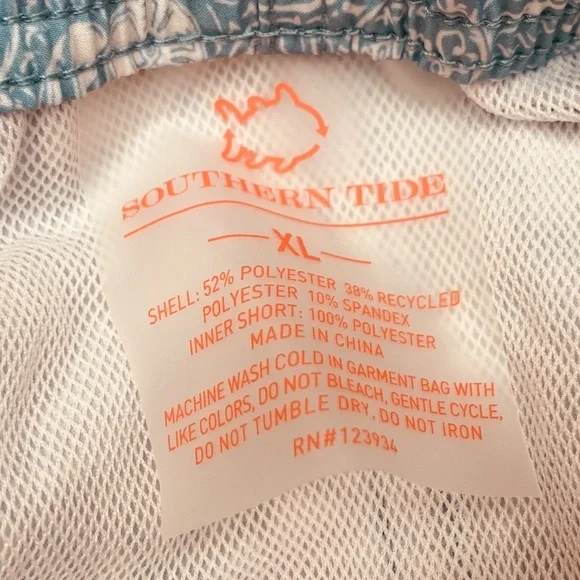 SOUTHERN TIDE
XL
SHELL: 52% POLYESTER 38% RECYCLED
POLYESTER 10% SPANDEX
INNER SHORT: 100% POLYESTER
MADE IN CHINA
MACHINE WASH COLD IN GARMENT BAG WITH
LIKE COLORS, DO NOT BLEACH, GENTLE CYCLE,
DO NOT TUMBLE DRY, DO NOT IRON
RN#123934